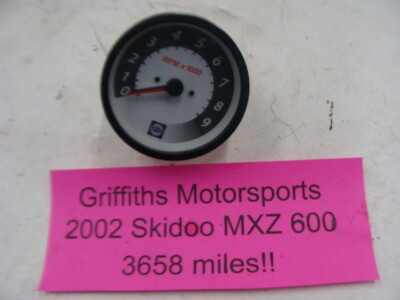 0 1 2 3 4 5 6 7 8 9
RPM x 1000
Griffiths Motorsports
2002 Skidoo MXZ 600
3658 miles!!